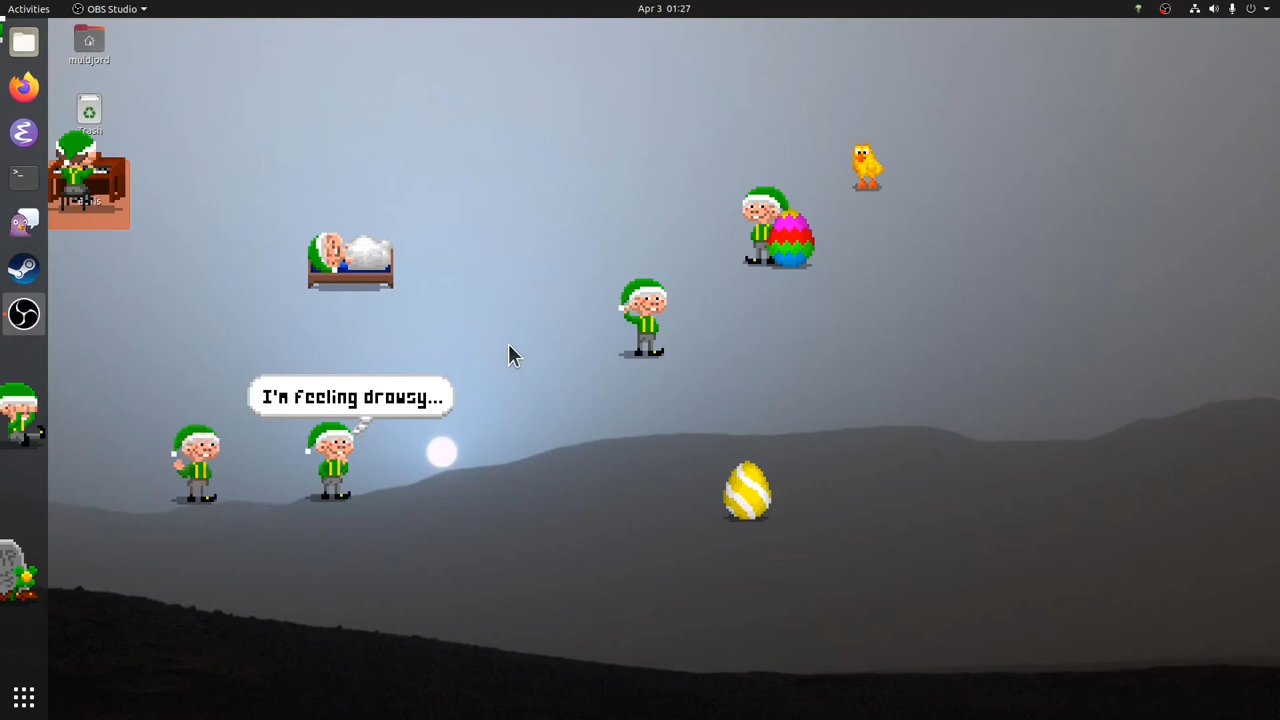 Activities
OBS Studio
Apr 3 01:27
muldjord
Trash
I'm feeling drowsy...